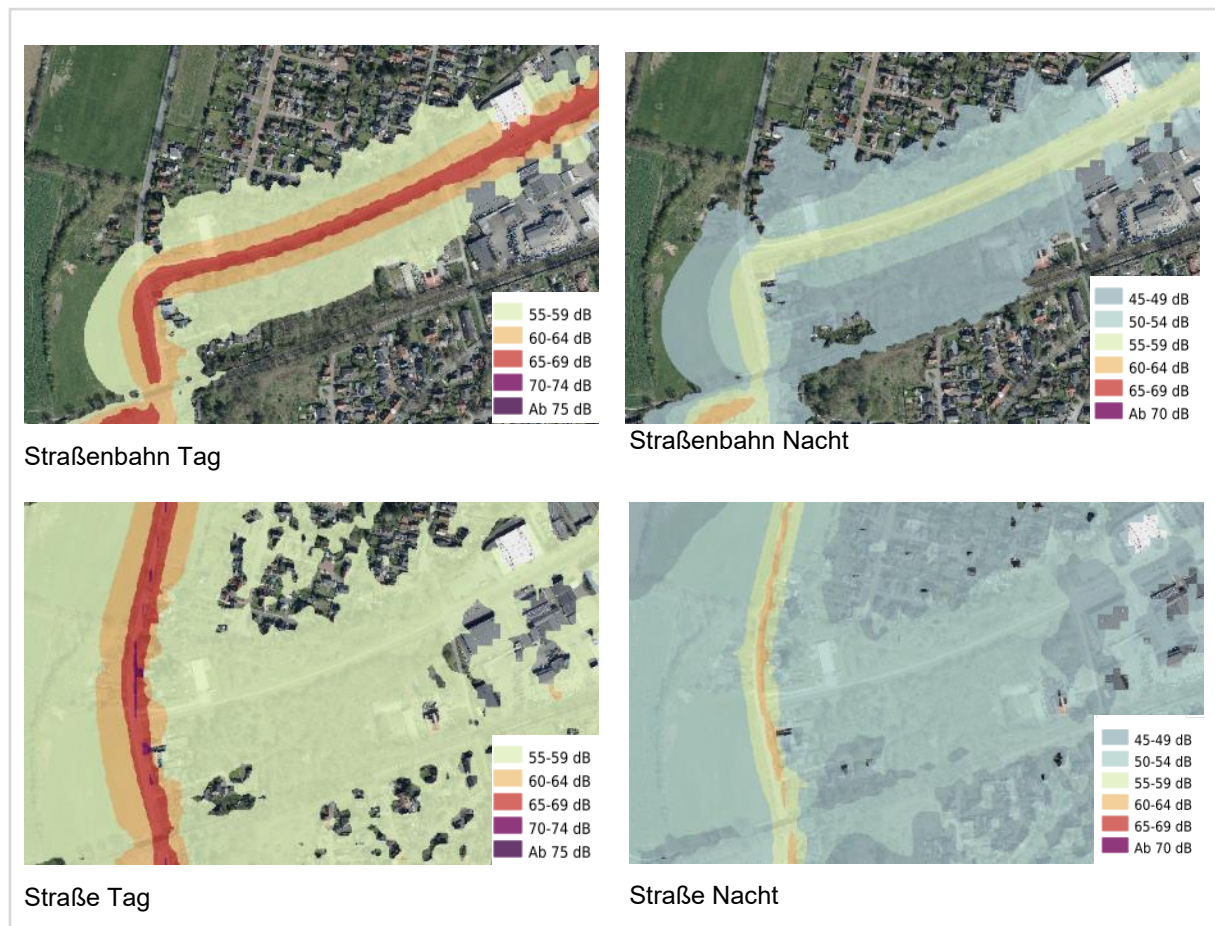 55-59 dB
60-64 dB
65-69 dB
70-74 dB
Ab 75 dB
45-49 dB
50-54 dB
55-59 dB
60-64 dB
65-69 dB
Ab 70 dB
Straßenbahn Tag
Straßenbahn Nacht
55-59 dB
60-64 dB
65-69 dB
70-74 dB
Ab 75 dB
45-49 dB
50-54 dB
55-59 dB
60-64 dB
65-69 dB
Ab 70 dB
Straße Tag
Straße Nacht